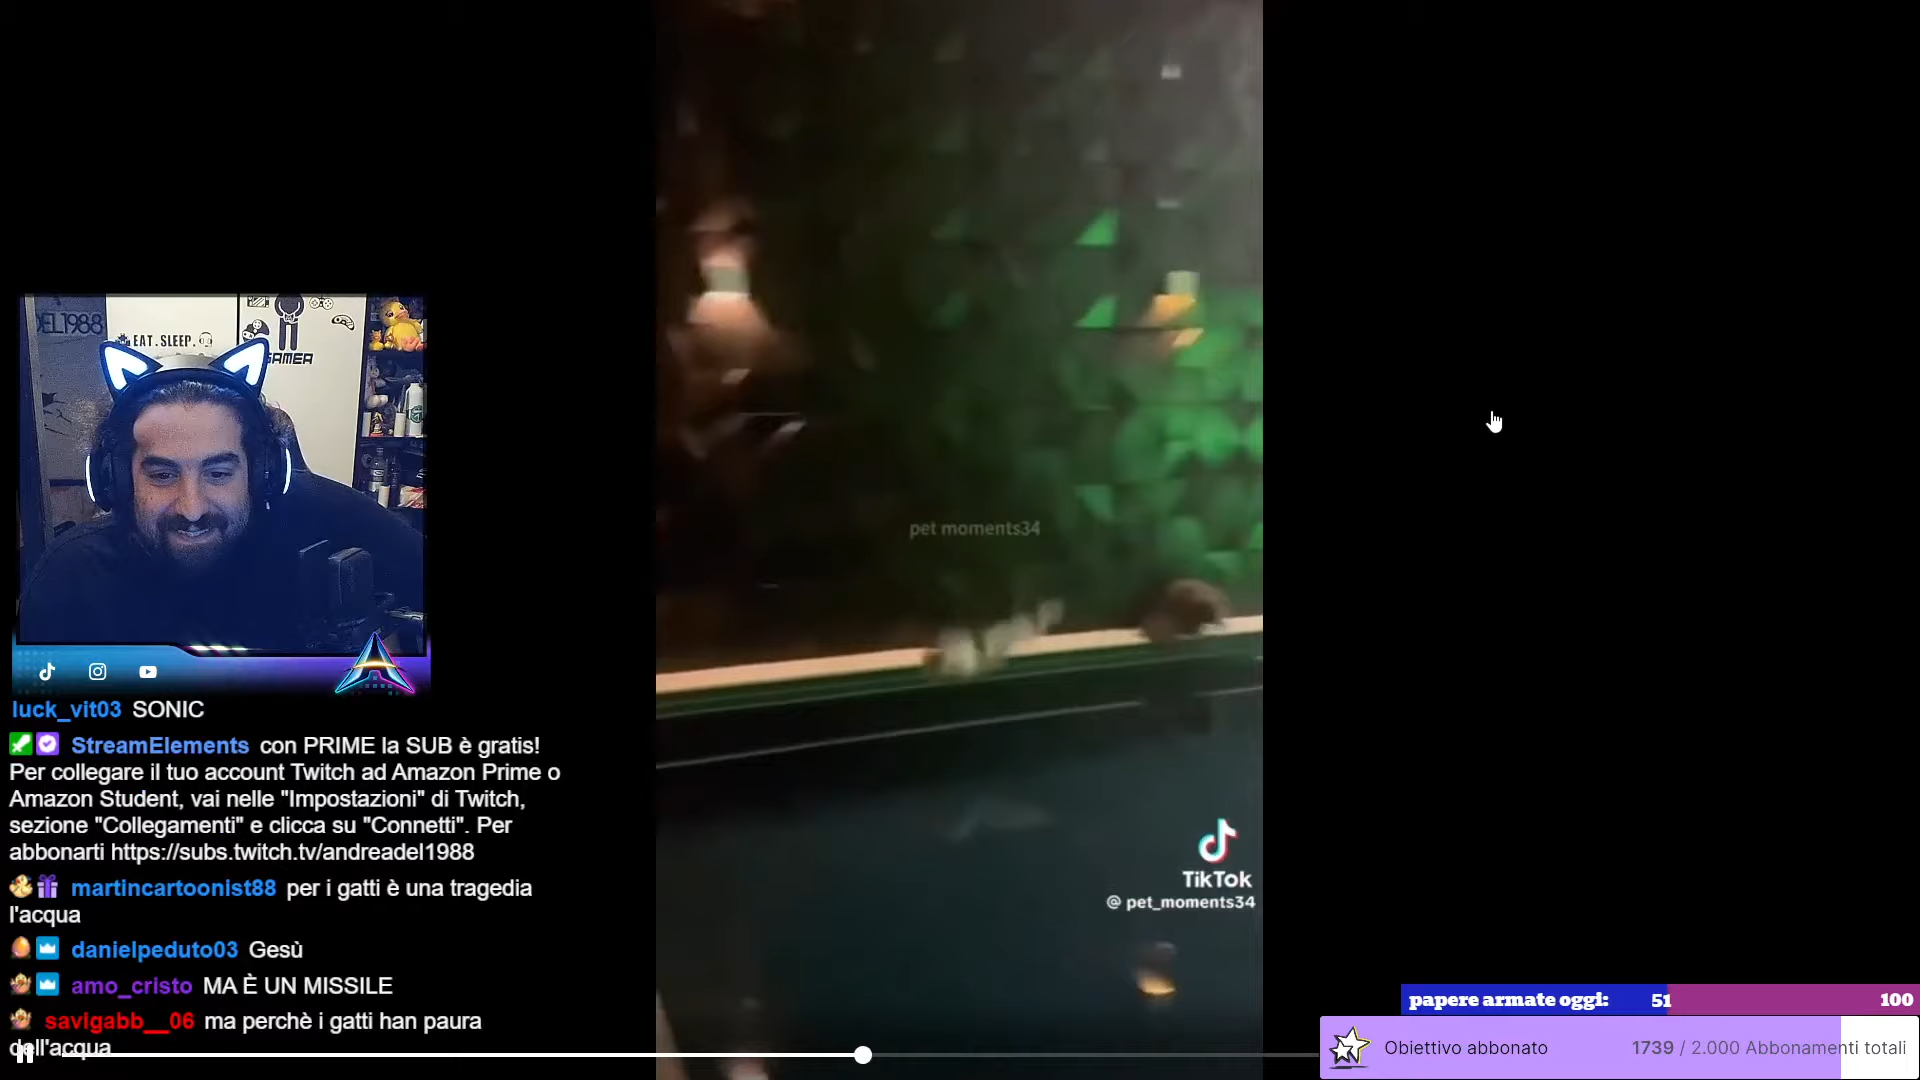 pet moments34
DEL1988
EAT.SLEEP.
GAMER
luck_vit03 SONIC
StreamElements con PRIME la SUB è gratis!
Per collegare il tuo account Twitch ad Amazon Prime o
Amazon Student, vai nelle "Impostazioni" di Twitch,
sezione "Collegamenti" e clicca su "Connetti". Per
abbonarti https://subs.twitch.tv/andreadel1988
martincartoonist88 per i gatti è una tragedia
l'acqua
danielpeduto03 Gesù
amo_cristo MA È UN MISSILE
savigabb__06 ma perchè i gatti han paura
dell'acqua
TikTok
@ pet_moments34
papere armate oggi: 51 100
Obiettivo abbonato 1739 / 2.000 Abbonamenti totali